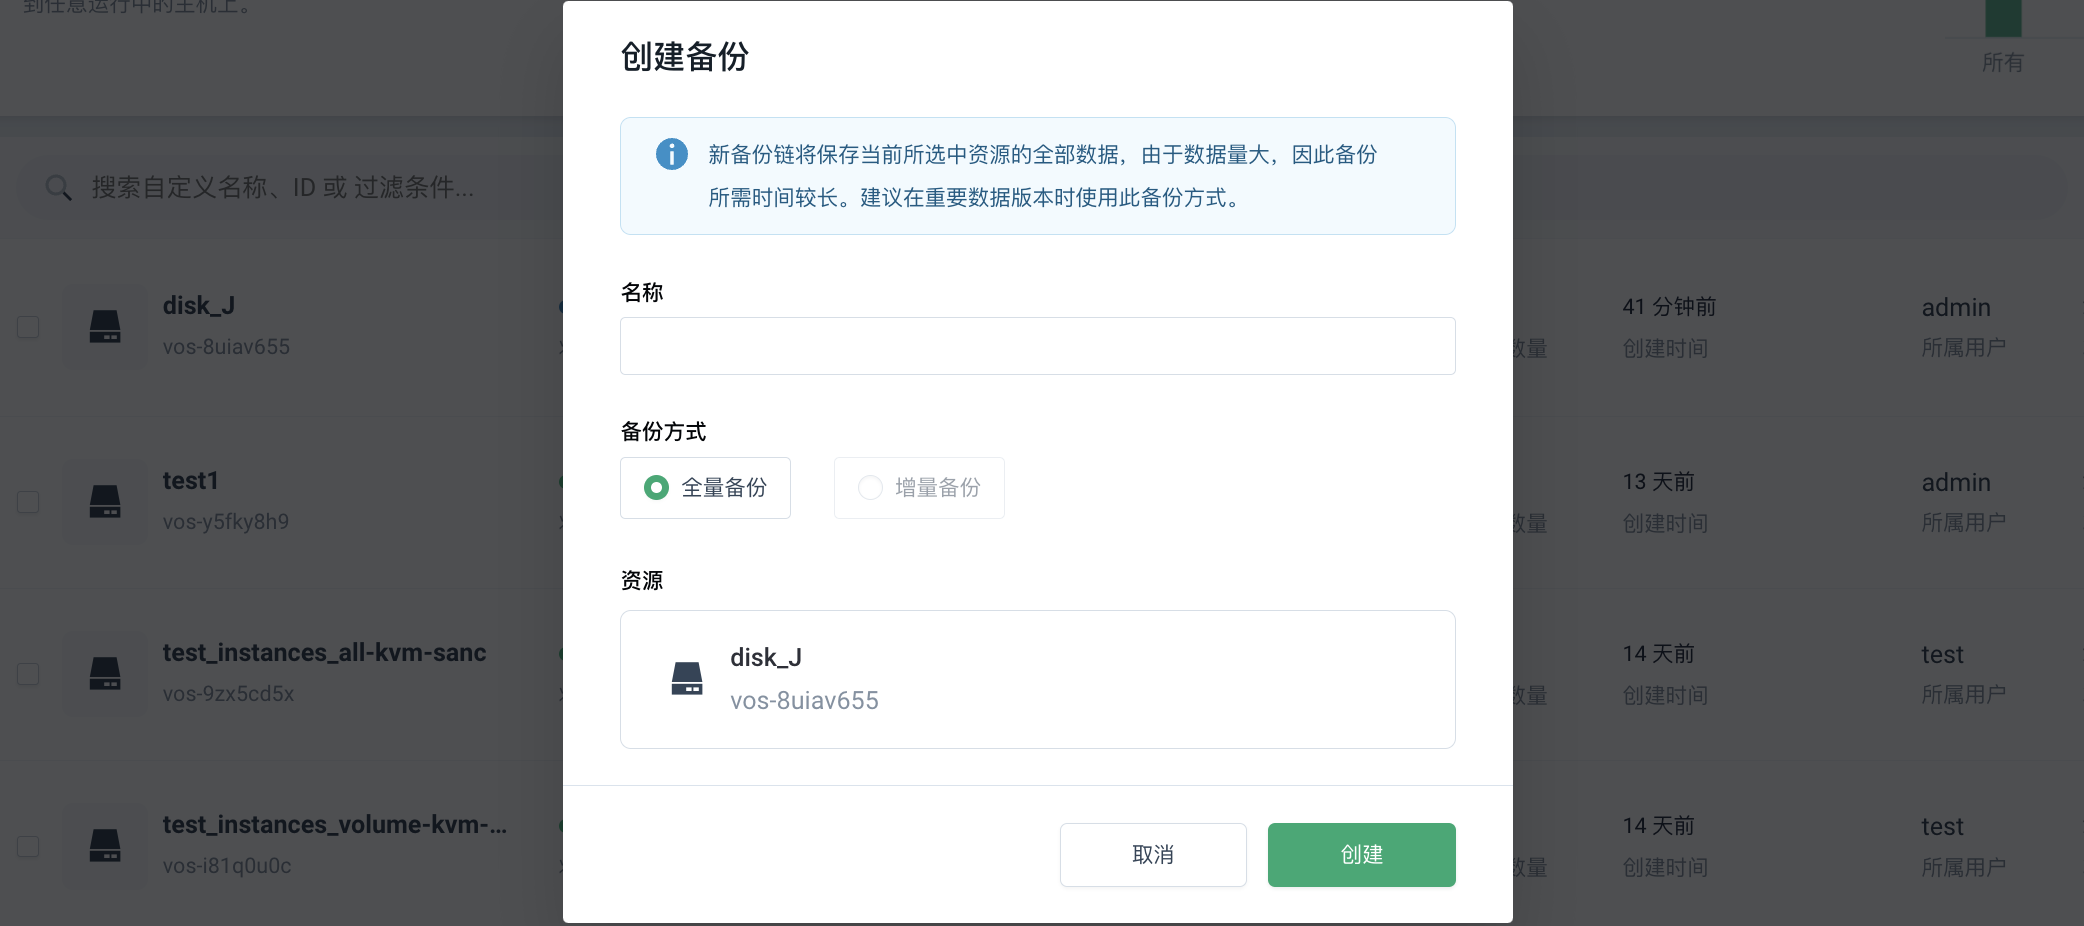 到任意运行中的主机上。
所有
搜索自定义名称、ID 或 过滤条件...
disk_J
vos-8uiav655
数量
41 分钟前
创建时间
admin
所属用户
test1
vos-y5fky8h9
数量
13 天前
创建时间
admin
所属用户
test_instances_all-kvm-sanc
vos-9zx5cd5x
数量
14 天前
创建时间
test
所属用户
test_instances_volume-kvm-...
vos-i81q0u0c
数量
14 天前
创建时间
test
所属用户
创建备份
新备份链将保存当前所选中资源的全部数据，由于数据量大，因此备份
所需时间较长。建议在重要数据版本时使用此备份方式。
名称
备份方式
全量备份
增量备份
资源
disk_J
vos-8uiav655
取消
创建